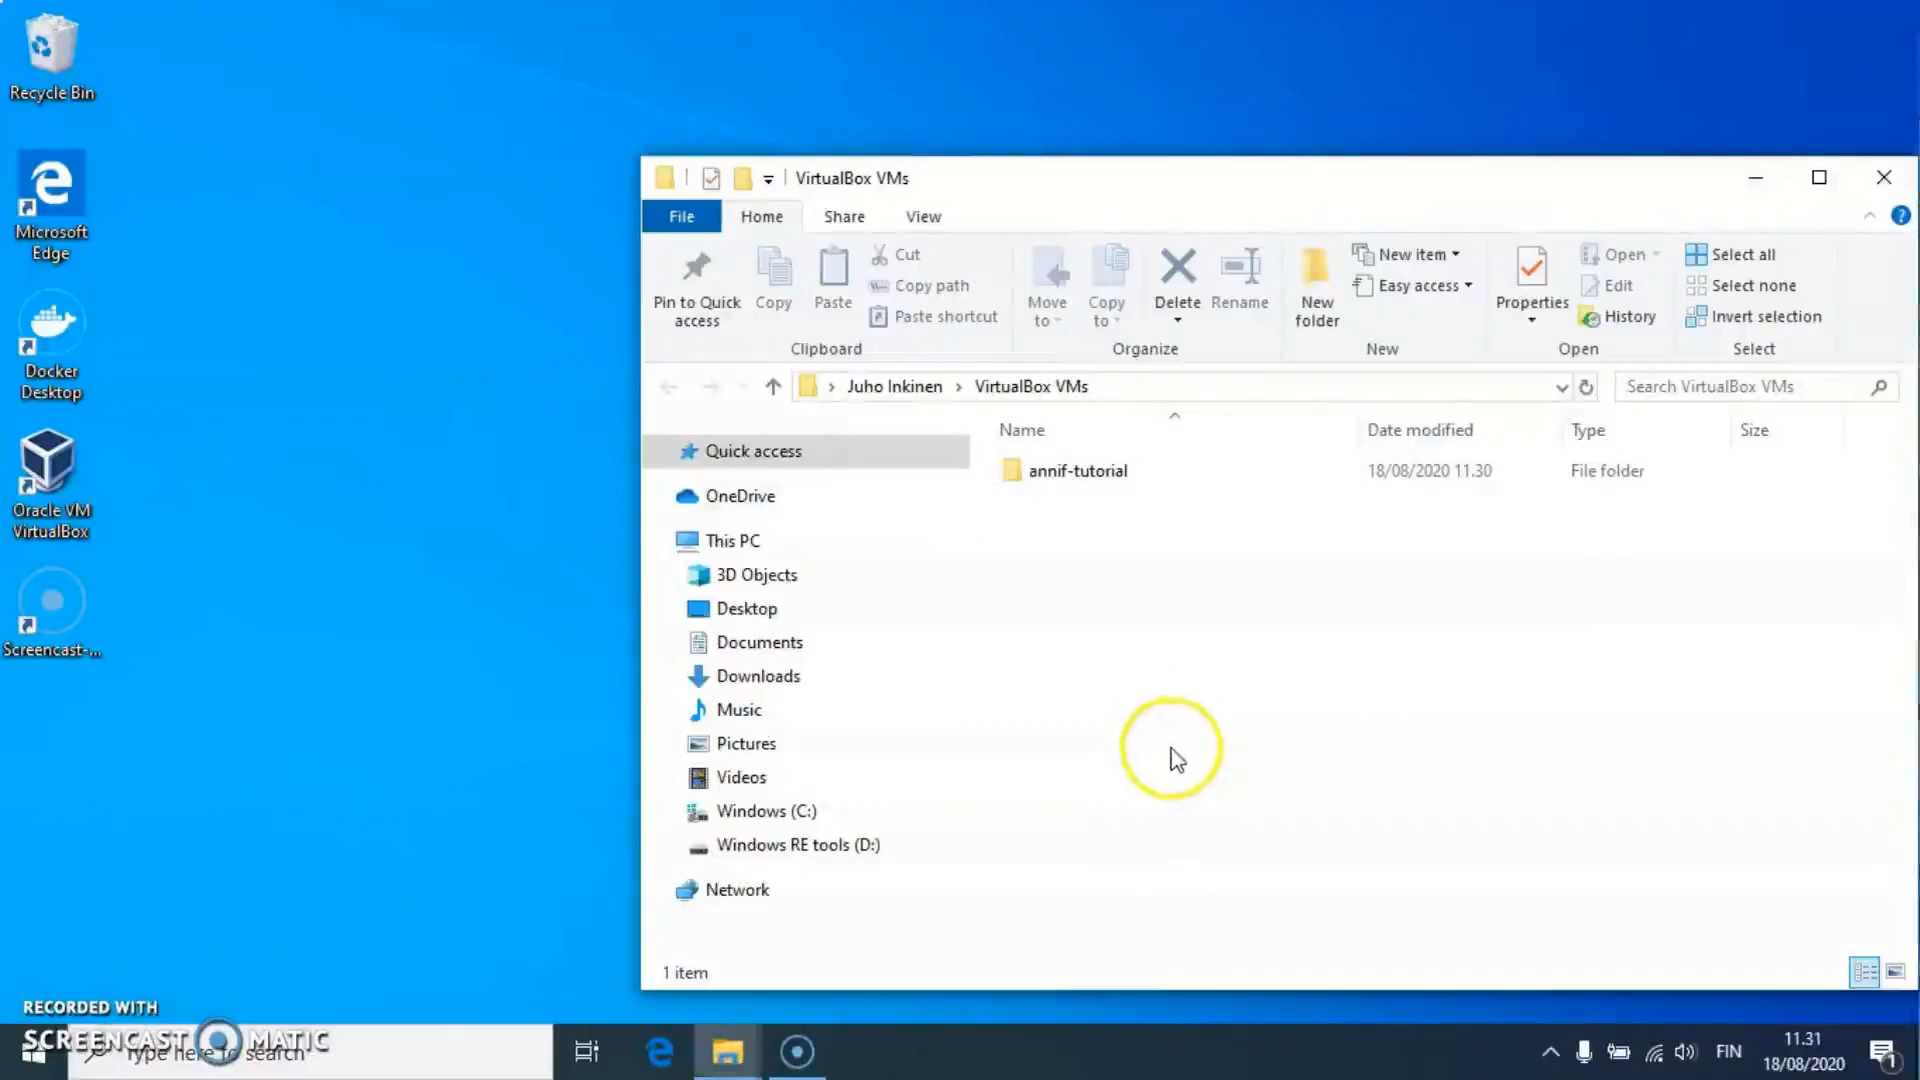 Recycle Bin
Microsoft
Edge
Docker
Desktop
Oracle VM
VirtualBox
Screencast-...
VirtualBox VMs
File
Home
Share
View
Pin to Quick
access
Copy
Paste
Cut
Copy path
Paste shortcut
Clipboard
Move
to
Copy
to
Delete
Rename
Organize
New
folder
New item
Easy access
New
Properties
Open
Edit
History
Open
Select all
Select none
Invert selection
Select
Juho Inkinen > VirtualBox VMs
Search VirtualBox VMs
Name
Date modified
Type
Size
annif-tutorial
18/08/2020 11.30
File folder
Quick access
OneDrive
This PC
3D Objects
Desktop
Documents
Downloads
Music
Pictures
Videos
Windows (C:)
Windows RE tools (D:)
Network
1 item
RECORDED WITH
SCREENCAST MATIC
Type here to search
FIN
11.31
18/08/2020
1